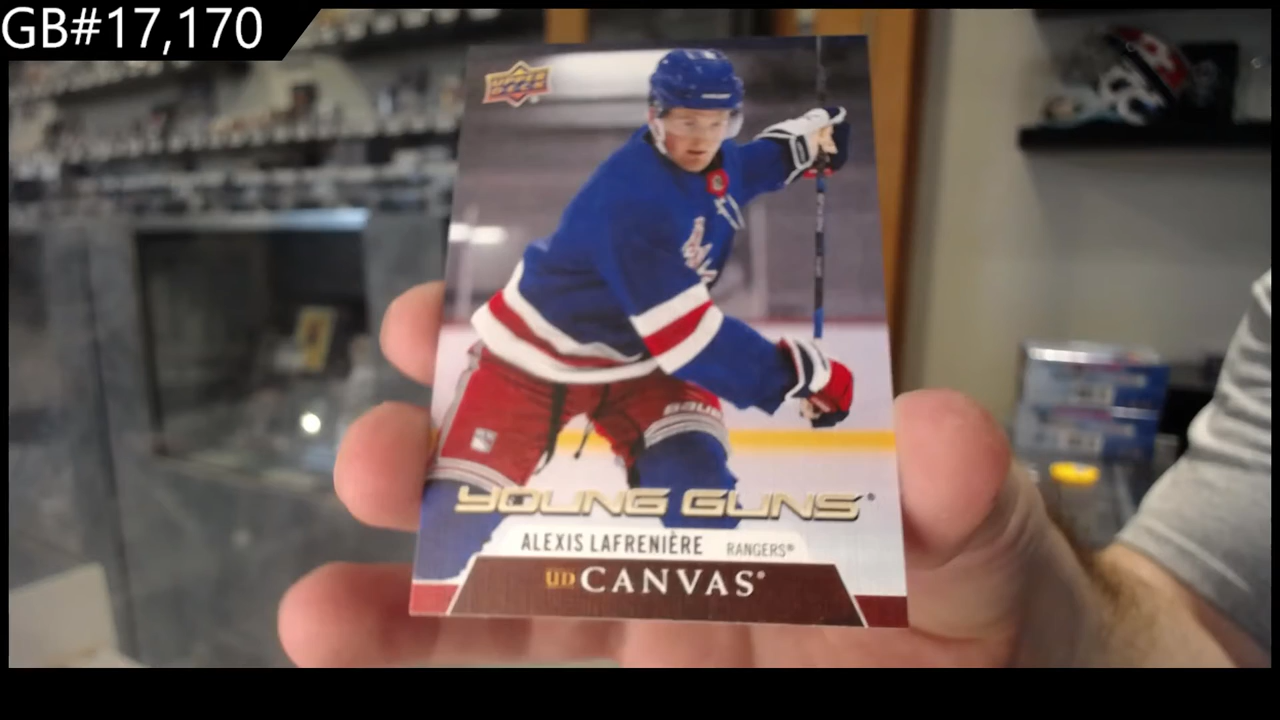 GB#17,170
UPPER
DECK
BAUER
YOUNG GUNS®
ALEXIS LAFRENIÈRE RANGERS®
UD CANVAS®